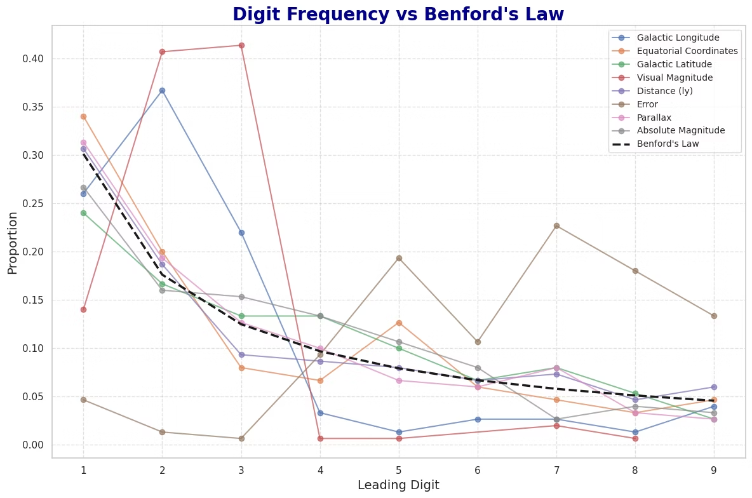 Digit Frequency vs Benford's Law
Galactic Longitude
Equatorial Coordinates
Galactic Latitude
Visual Magnitude
Distance (ly)
Error
Parallax
Absolute Magnitude
Benford's Law
Proportion
0.40
0.35
0.30
0.25
0.20
0.15
0.10
0.05
0.00
1 2 3 4 5 6 7 8 9
Leading Digit